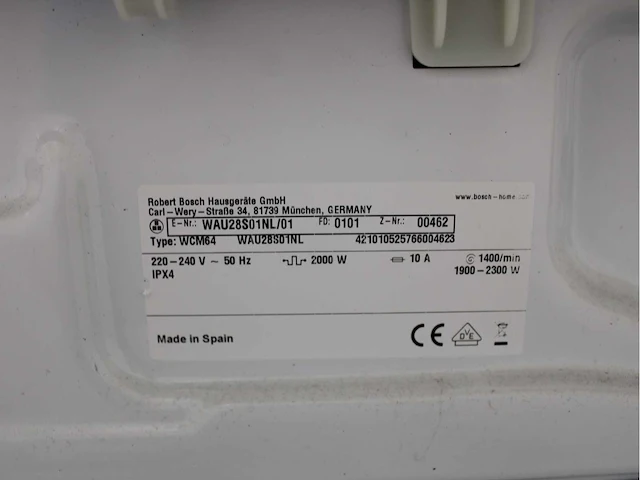 Robert Bosch Hausgeräte GmbH www.bosch-home.com
Carl-Wery-Straße 34, 81739 München, GERMANY
E-Nr.: WAU28S01NL/01 FD: 0101 Z-Nr.: 00462
Type: WCM64 WAU28S01NL 421010525766004623
220-240 V ~ 50 Hz 2000 W 10 A 1400/min
IPX4 1900-2300 W
Made in Spain CE DVE